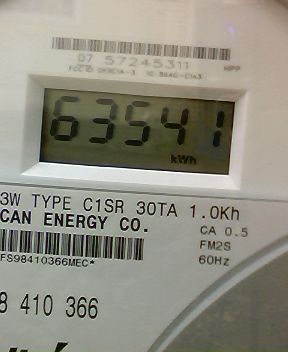 07 57245311 HPP
63541
kWh
3W TYPE C1SR 30TA 1.0Kh
CAN ENERGY CO.
CA 0.5
FM2S
60Hz
FS98410366MEC*
8 410 366